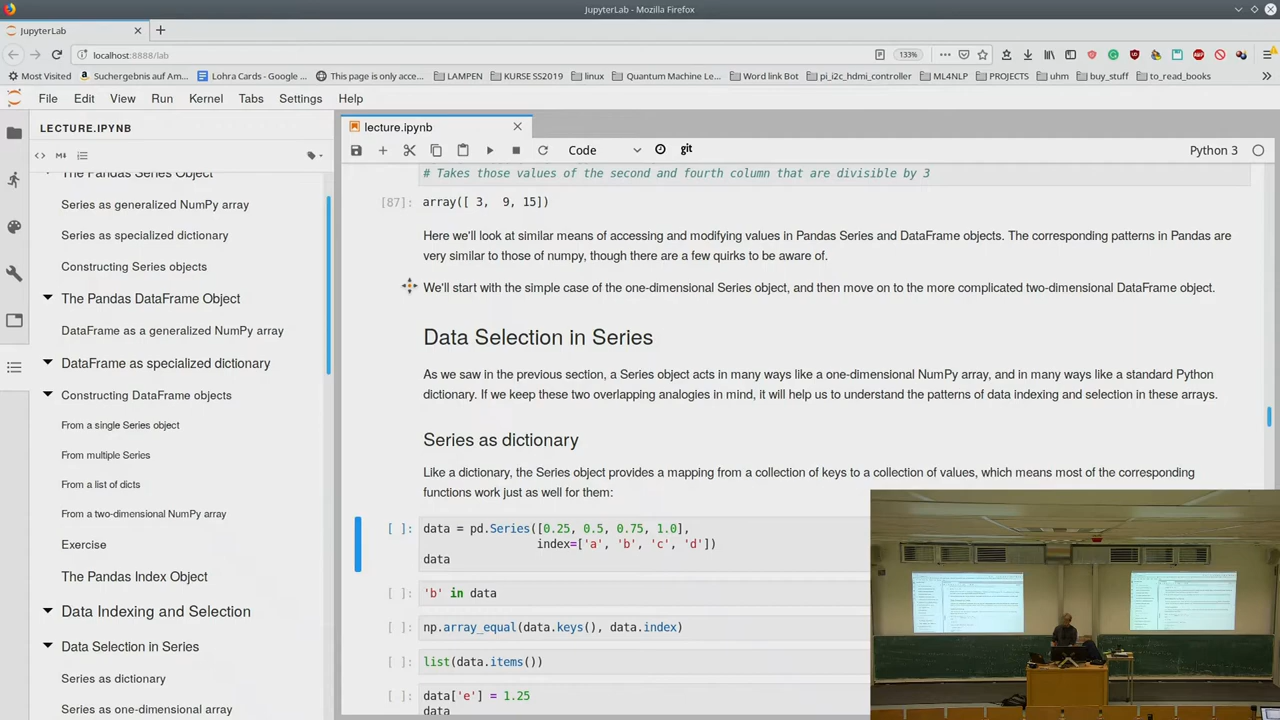 JupyterLab - Mozilla Firefox
JupyterLab
localhost:8888/lab
133%
Most Visited
Suchergebnis auf Am...
Lohra Cards - Google ...
This page is only acce...
LAMPEN
KURSE SS2019
linux
Quantum Machine Le...
Word link Bot
pi_i2c_hdmi_controller
ML4NLP
PROJECTS
uhm
buy_stuff
to_read_books
File Edit View Run Kernel Tabs Settings Help
LECTURE.IPYNB
The Pandas Series Object
Series as generalized NumPy array
Series as specialized dictionary
Constructing Series objects
The Pandas DataFrame Object
DataFrame as a generalized NumPy array
DataFrame as specialized dictionary
Constructing DataFrame objects
From a single Series object
From multiple Series
From a list of dicts
From a two-dimensional NumPy array
Exercise
The Pandas Index Object
Data Indexing and Selection
Data Selection in Series
Series as dictionary
Series as one-dimensional array
lecture.ipynb
Code
git
Python 3
# Takes those values of the second and fourth column that are divisible by 3
[87]: array([ 3,  9, 15])
Here we'll look at similar means of accessing and modifying values in Pandas Series and DataFrame objects. The corresponding patterns in Pandas are
very similar to those of numpy, though there are a few quirks to be aware of.
We'll start with the simple case of the one-dimensional Series object, and then move on to the more complicated two-dimensional DataFrame object.
Data Selection in Series
As we saw in the previous section, a Series object acts in many ways like a one-dimensional NumPy array, and in many ways like a standard Python
dictionary. If we keep these two overlapping analogies in mind, it will help us to understand the patterns of data indexing and selection in these arrays.
Series as dictionary
Like a dictionary, the Series object provides a mapping from a collection of keys to a collection of values, which means most of the corresponding
functions work just as well for them:
[ ]: data = pd.Series([0.25, 0.5, 0.75, 1.0],
index=['a', 'b', 'c', 'd'])
data
[ ]: 'b' in data
[ ]: np.array_equal(data.keys(), data.index)
[ ]: list(data.items())
[ ]: data['e'] = 1.25
data